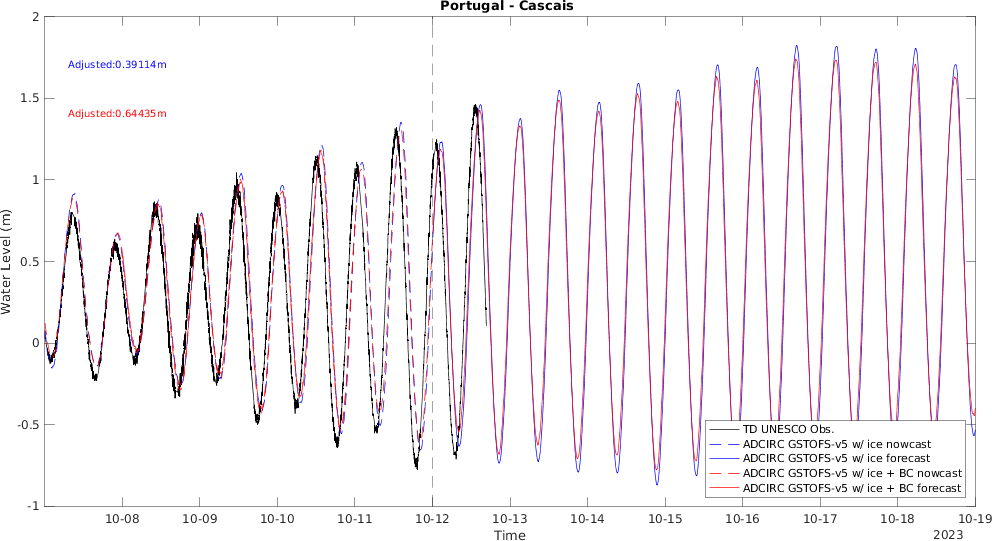 Portugal - Cascais
2
1.5
1
0.5
0
-0.5
-1
Water Level (m)
Adjusted:0.39114m
Adjusted:0.64435m
TD UNESCO Obs.
ADCIRC GSTOFS-v5 w/ ice nowcast
ADCIRC GSTOFS-v5 w/ ice forecast
ADCIRC GSTOFS-v5 w/ ice + BC nowcast
ADCIRC GSTOFS-v5 w/ ice + BC forecast
10-08 10-09 10-10 10-11 10-12 10-13 10-14 10-15 10-16 10-17 10-18 10-19
Time
2023